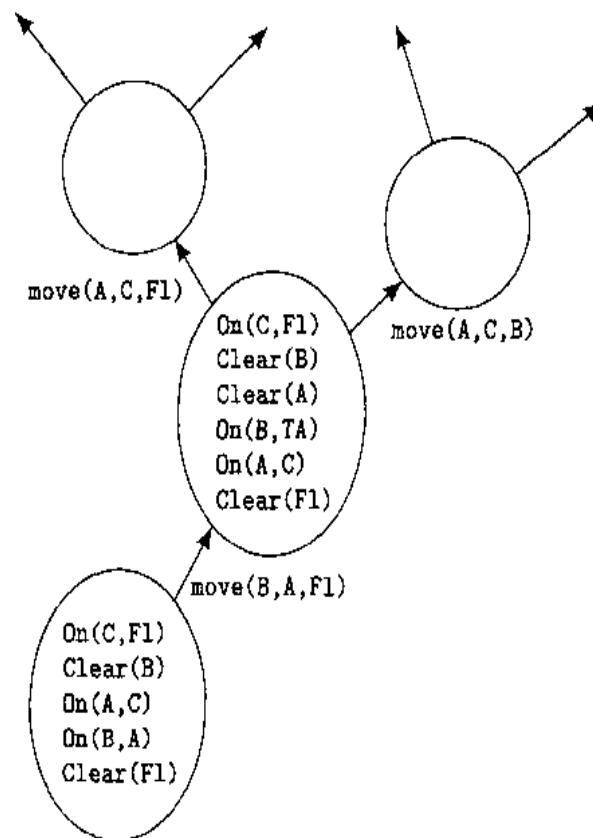 move(A,C,Fl)
move(A,C,B)
On(C,Fl)
Clear(B)
Clear(A)
On(B,TA)
On(A,C)
Clear(Fl)
move(B,A,Fl)
On(C,Fl)
Clear(B)
On(A,C)
On(B,A)
Clear(Fl)